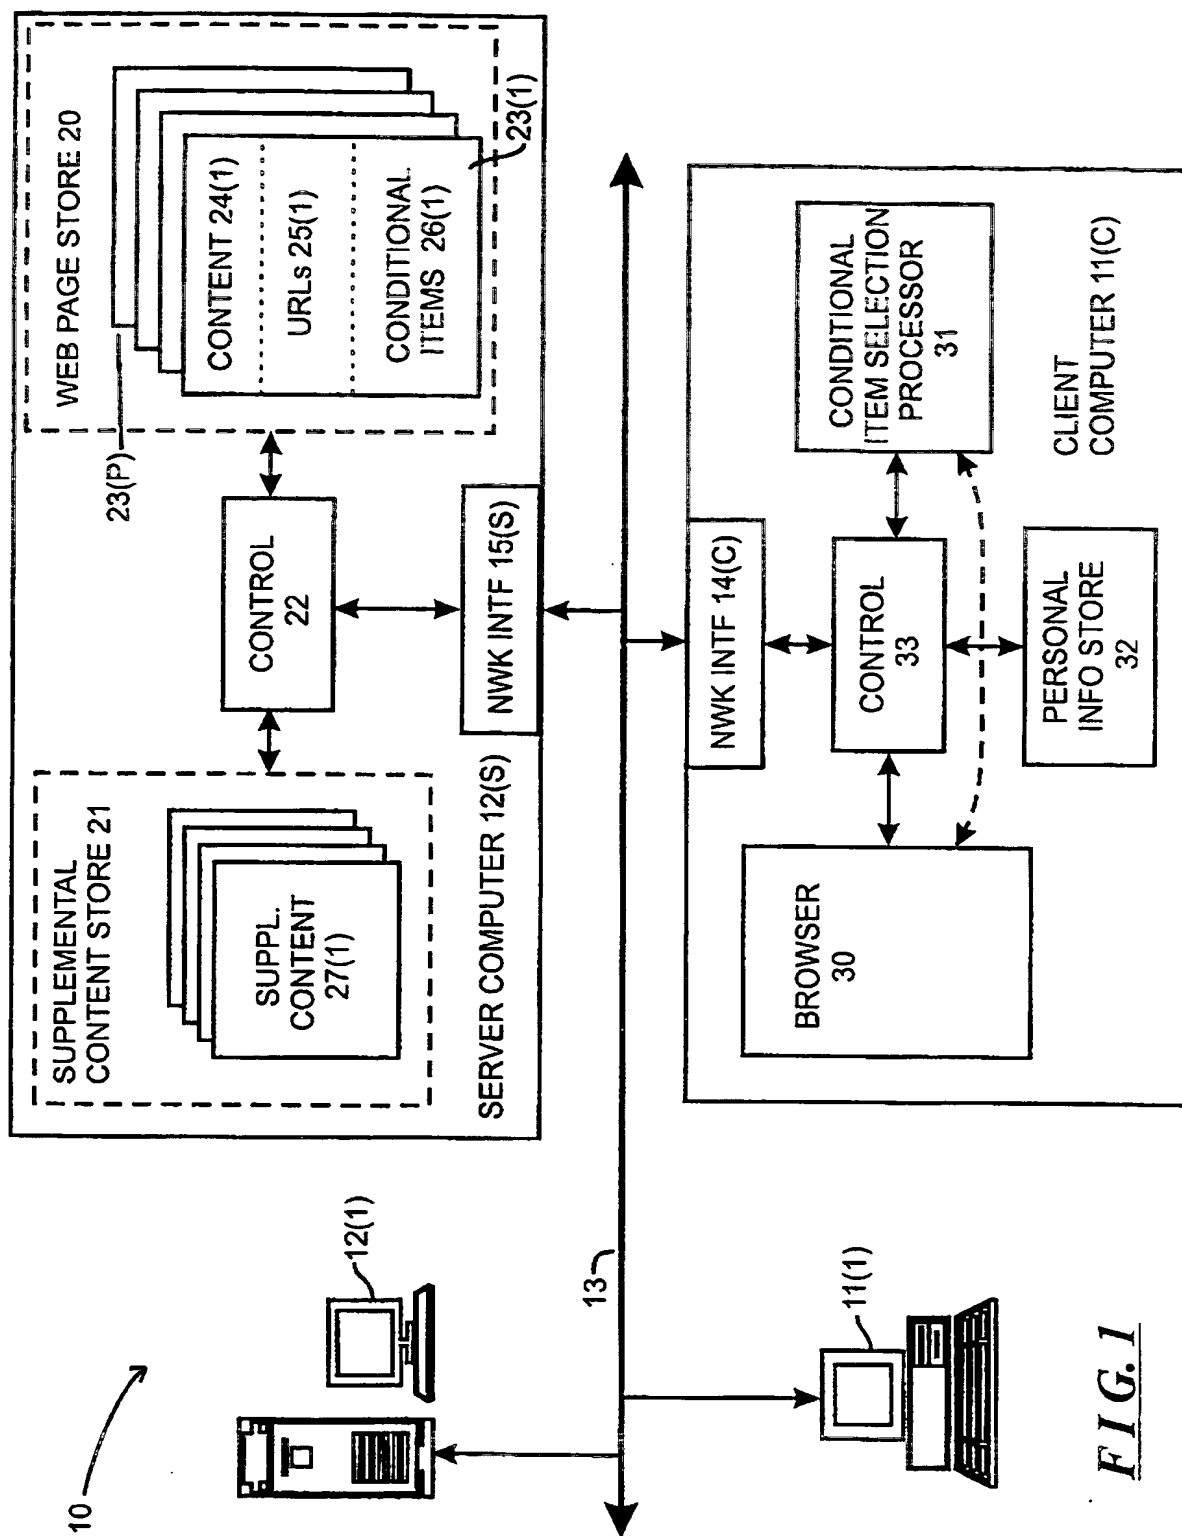 10
12(1)
SUPPLEMENTAL
CONTENT STORE 21
SUPPL.
CONTENT
27(1)
CONTROL
22
WEB PAGE STORE 20
23(P)
CONTENT 24(1)
URLs 25(1)
CONDITIONAL
ITEMS 26(1)
23(1)
SERVER COMPUTER 12(S)
NWK INTF 15(S)
13
11(1)
NWK INTF 14(C)
BROWSER
30
CONTROL
33
CONDITIONAL
ITEM SELECTION
PROCESSOR
31
PERSONAL
INFO STORE
32
CLIENT
COMPUTER 11(C)
FIG. 1